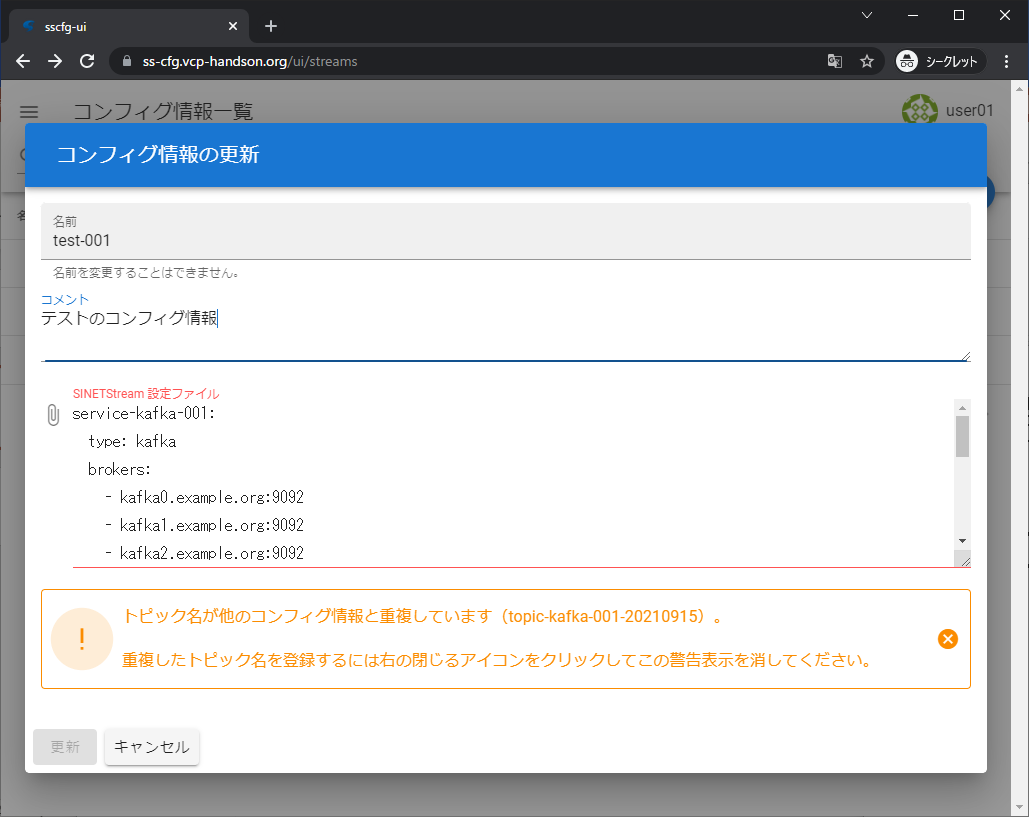 sscfg-ui
ss-cfg.vcp-handson.org/ui/streams
シークレット
コンフィグ情報一覧
user01
コンフィグ情報の更新
名前
test-001
名前を変更することはできません。
コメント
テストのコンフィグ情報
SINETStream 設定ファイル
service-kafka-001:
type: kafka
brokers:
- kafka0.example.org:9092
- kafka1.example.org:9092
- kafka2.example.org:9092
トピック名が他のコンフィグ情報と重複しています（topic-kafka-001-20210915）。
重複したトピック名を登録するには右の閉じるアイコンをクリックしてこの警告表示を消してください。
更新
キャンセル